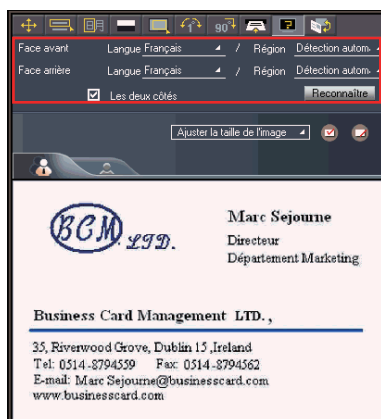 90°
Face avant Langue Français / Région Détection autom.
Face arrière Langue Français / Région Détection autom.
Les deux côtés Reconnaître
Ajuster la taille de l'image
BCM LTD.
Marc Sejourne
Directeur
Département Marketing
Business Card Management LTD.,
35, Riverwood Grove, Dublin 15 ,Ireland
Tel: 0514-8794559 Fax: 0514-8794562
E-mail: Marc Sejourne@businesscard.com
www.businesscard.com